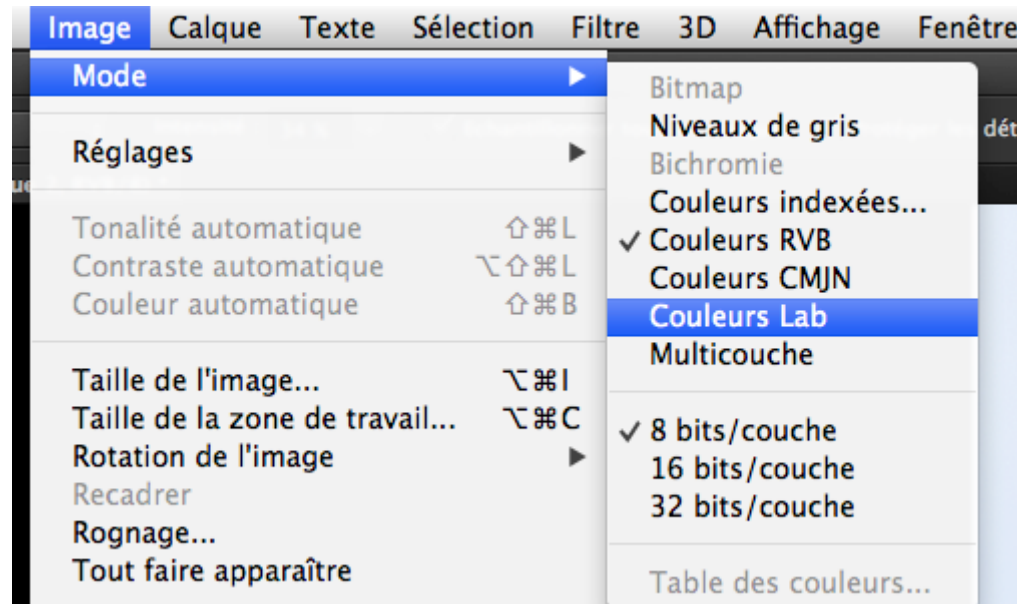 Image Calque Texte Sélection Filtre 3D Affichage Fenêtre
Mode ▶
Réglages ▶
Tonalité automatique ⇧⌘L
Contraste automatique ⌥⇧⌘L
Couleur automatique ⇧⌘B
Taille de l'image... ⌥⌘I
Taille de la zone de travail... ⌥⌘C
Rotation de l'image ▶
Recadrer
Rognage...
Tout faire apparaître
Bitmap
Niveaux de gris
Bichromie
Couleurs indexées...
✓ Couleurs RVB
Couleurs CMJN
Couleurs Lab
Multicouche
✓ 8 bits/couche
16 bits/couche
32 bits/couche
Table des couleurs...
dét